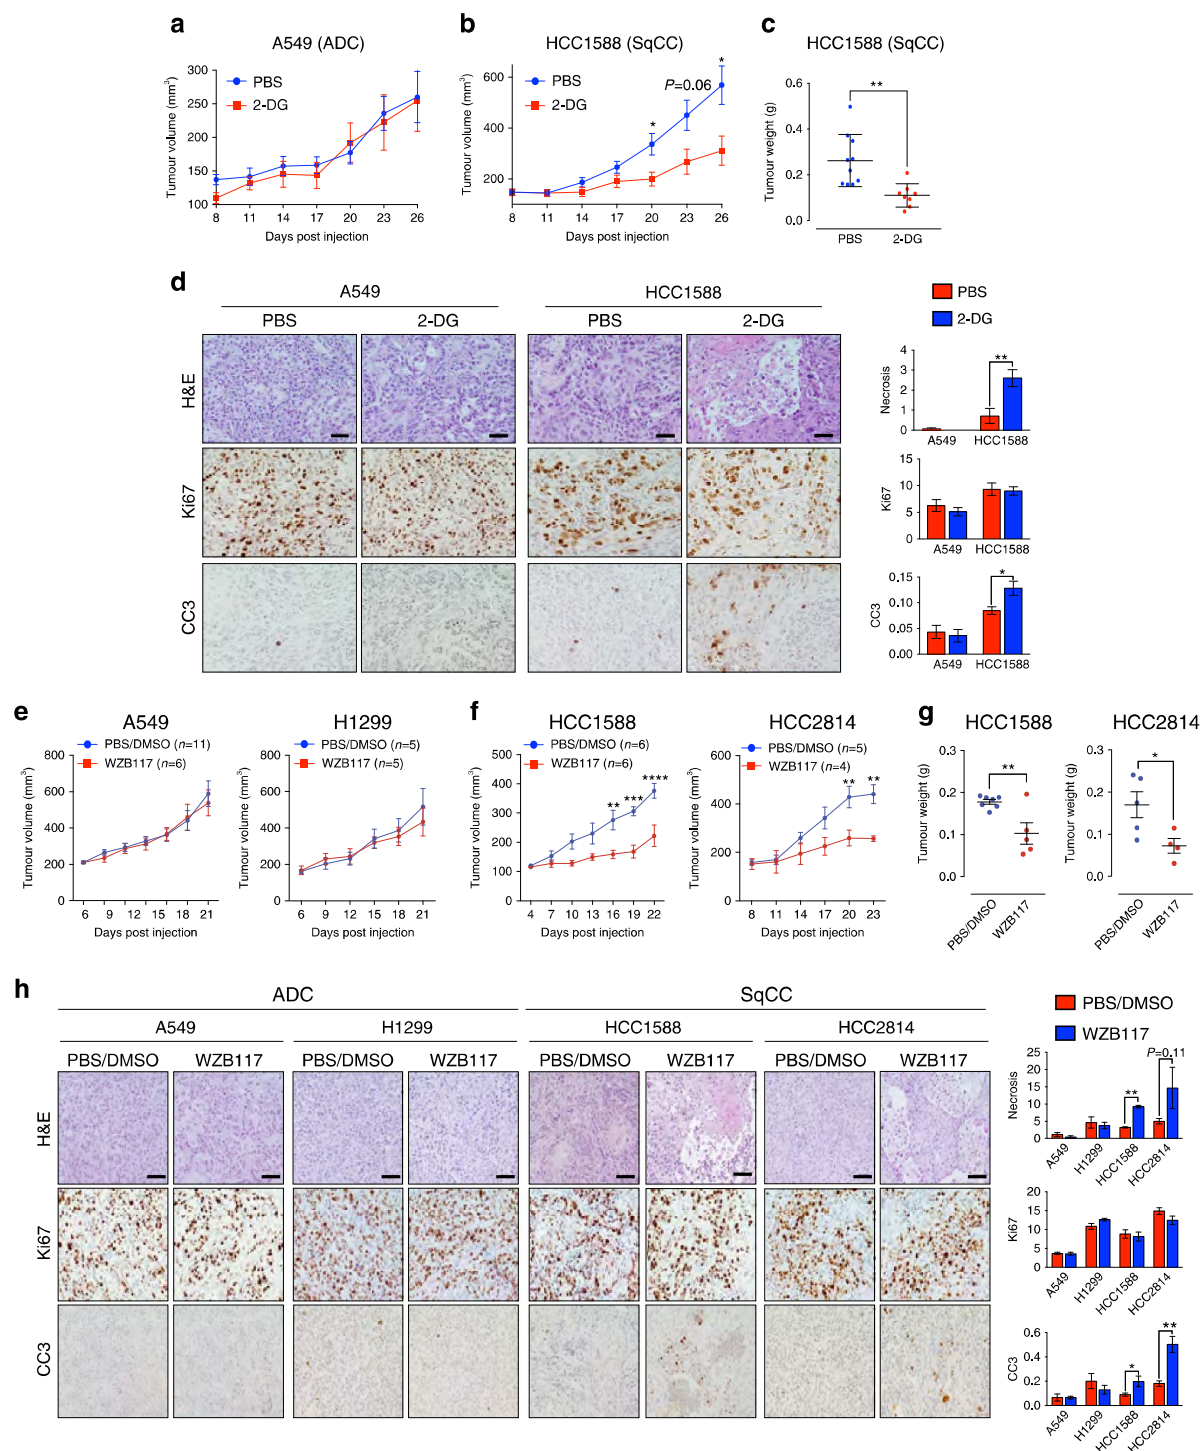 a
A549 (ADC)
Tumour volume (mm³)
300
250
200
150
100
PBS
2-DG
8 11 14 17 20 23 26
Days post injection
b
HCC1588 (SqCC)
Tumour volume (mm³)
600
400
200
PBS
2-DG
*
P=0.06
*
8 11 14 17 20 23 26
Days post injection
c
HCC1588 (SqCC)
Tumour weight (g)
0.6
0.4
0.2
0.0
**
PBS 2-DG
d
A549 HCC1588
PBS 2-DG PBS 2-DG
H&E
Ki67
CC3
PBS
2-DG
Necrosis
4
3
2
1
0
**
A549 HCC1588
Ki67
15
10
5
0
A549 HCC1588
CC3
0.15
0.10
0.05
0.00
*
A549 HCC1588
e
A549
PBS/DMSO (n=11)
WZB117 (n=6)
Tumour volume (mm³)
800
600
400
200
0
6 9 12 13 15 18 21
Days post injection
H1299
PBS/DMSO (n=5)
WZB117 (n=5)
Tumour volume (mm³)
800
600
400
200
0
6 9 12 15 18 21
Days post injection
f
HCC1588
PBS/DMSO (n=6)
WZB117 (n=6)
Tumour volume (mm³)
500
400
300
200
100
0
** *** ****
4 7 10 13 16 19 22
Days post injection
HCC2814
PBS/DMSO (n=5)
WZB117 (n=4)
Tumour volume (mm³)
800
600
400
200
0
** **
8 11 14 17 20 23
Days post injection
g
HCC1588
Tumour weight (g)
0.3
0.2
0.1
0.0
**
PBS/DMSO
WZB117
HCC2814
Tumour weight (g)
0.3
0.2
0.1
0.0
*
PBS/DMSO
WZB117
h
ADC SqCC
A549 H1299 HCC1588 HCC2814
PBS/DMSO WZB117 PBS/DMSO WZB117 PBS/DMSO WZB117 PBS/DMSO WZB117
H&E
Ki67
CC3
PBS/DMSO
WZB117
Necrosis
25
20
15
10
5
0
**
P=0.11
A549
H1299
HCC1588
HCC2814
Ki67
20
15
10
5
0
A549
H1299
HCC1588
HCC2814
CC3
0.6
0.4
0.2
0.0
*
**
A549
H1299
HCC1588
HCC2814